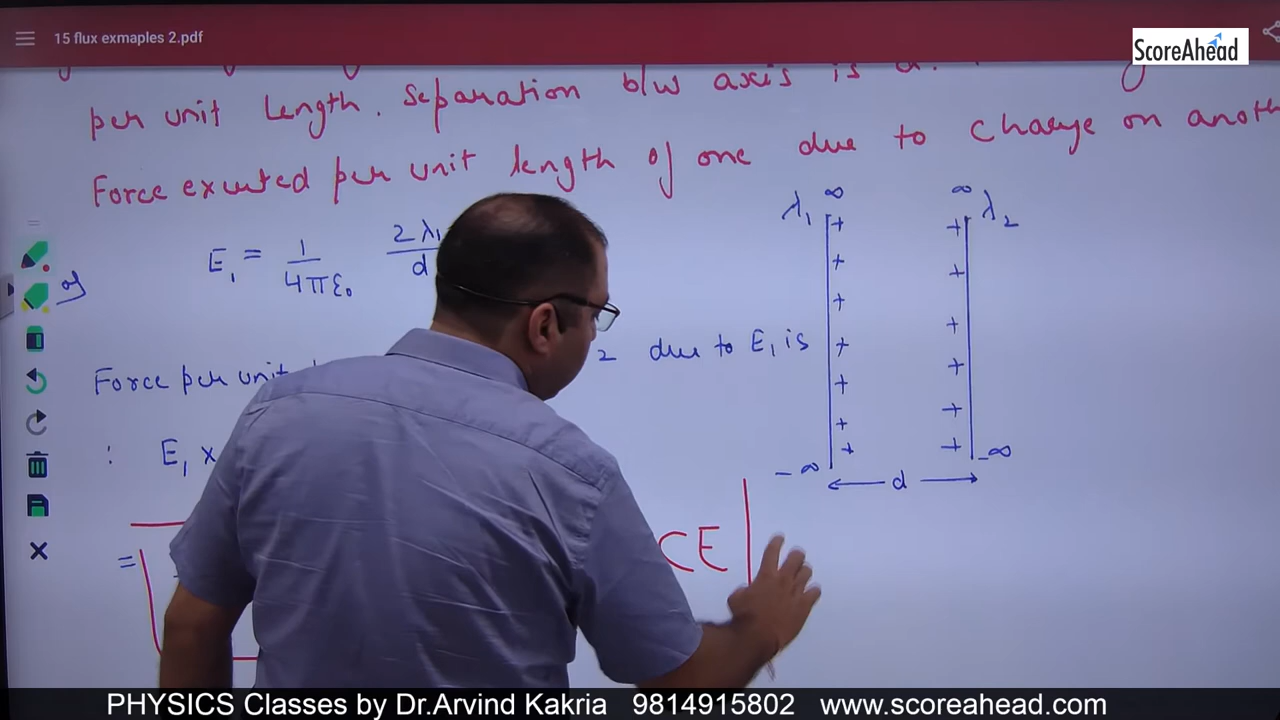 15 flux exmaples 2.pdf
ScoreAhead
per unit length. Separation b/w axis is d.
Force exerted per unit length of one due to charge on anoth
λ₁ ∞ ∞ λ₂
E₁ = 1/4πε₀ 2λ₁/d
of
Force per unit 2 due to E₁ is
: E₁ x
-∞ d -∞
= CE
PHYSICS Classes by Dr.Arvind Kakria 9814915802 www.scoreahead.com